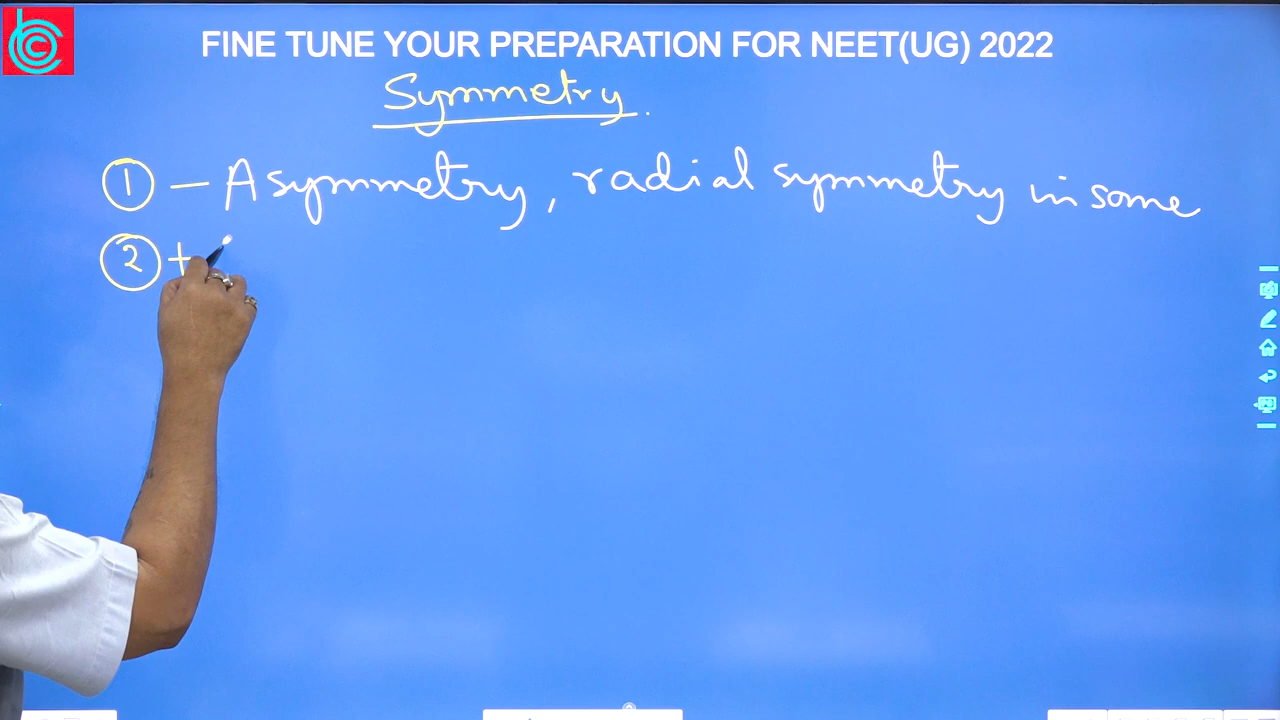 FINE TUNE YOUR PREPARATION FOR NEET(UG) 2022
Symmetry.
① — Asymmetry, radial symmetry in some
②